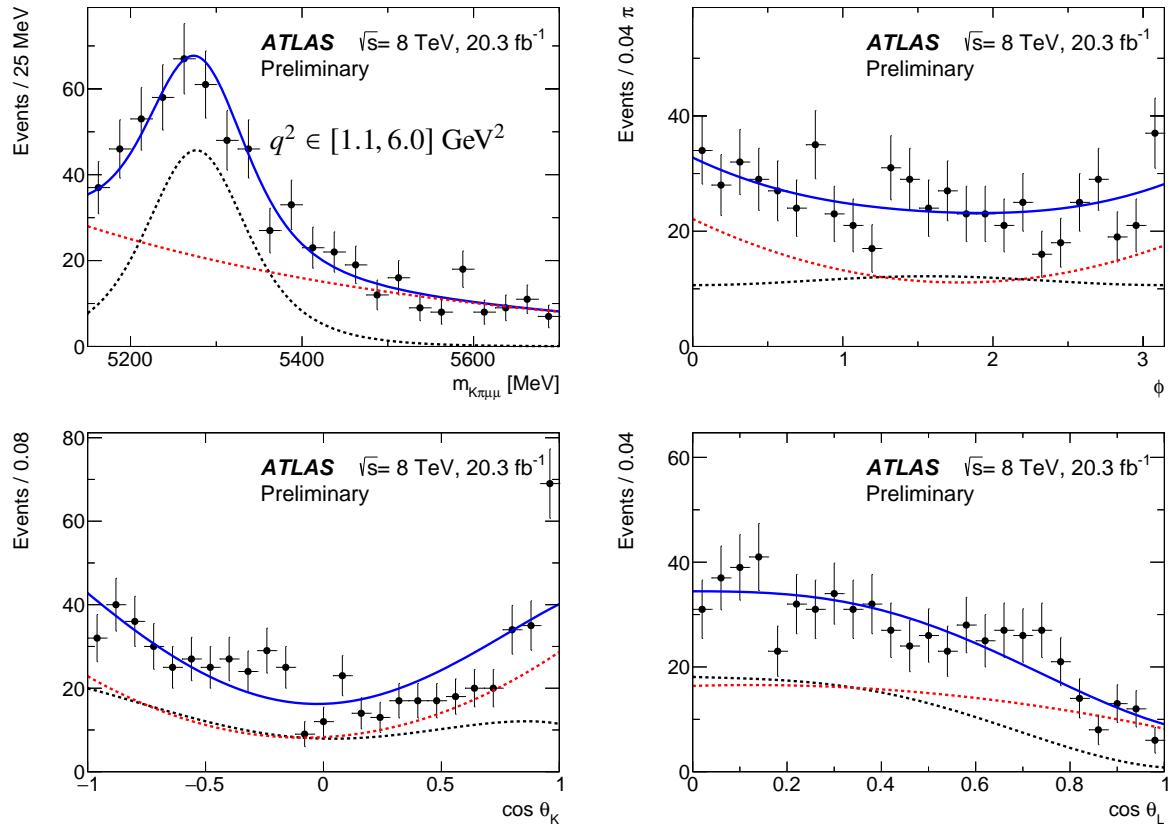 Events / 25 MeV
ATLAS √s= 8 TeV, 20.3 fb⁻¹
Preliminary
q² ∈ [1.1, 6.0] GeV²
60
40
20
0
5200 5400 5600
m_Kπμμ [MeV]
Events / 0.04 π
ATLAS √s= 8 TeV, 20.3 fb⁻¹
Preliminary
40
20
0
0 1 2 3
ϕ
Events / 0.08
ATLAS √s= 8 TeV, 20.3 fb⁻¹
Preliminary
80
60
40
20
0
−1 −0.5 0 0.5 1
cos θ_K
Events / 0.04
ATLAS √s= 8 TeV, 20.3 fb⁻¹
Preliminary
60
40
20
0
0 0.2 0.4 0.6 0.8 1
cos θ_L